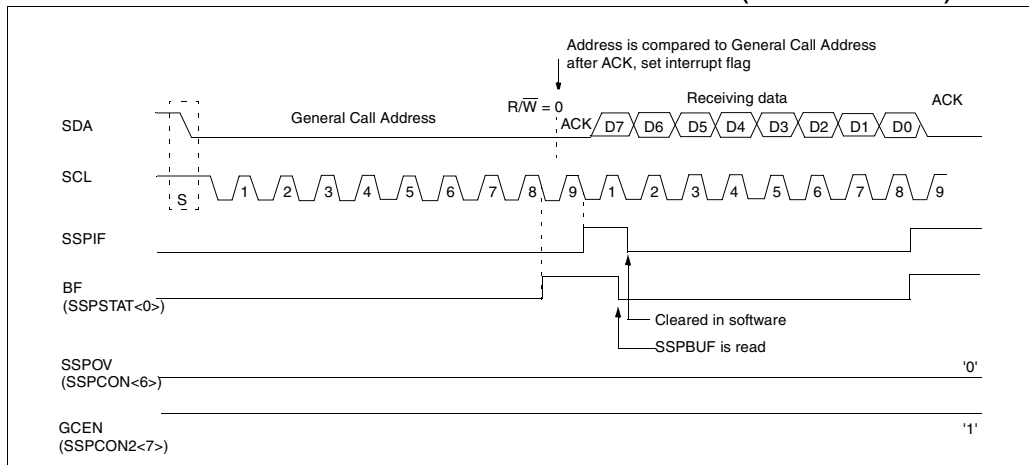 Address is compared to General Call Address
after ACK, set interrupt flag
R/W = 0
Receiving data
ACK
SDA
General Call Address
ACK
D7 D6 D5 D4 D3 D2 D1 D0
SCL
S
1 2 3 4 5 6 7 8 9 1 2 3 4 5 6 7 8 9
SSPIF
BF
(SSPSTAT<0>)
Cleared in software
SSPBUF is read
SSPOV
(SSPCON<6>)
'0'
GCEN
(SSPCON2<7>)
'1'